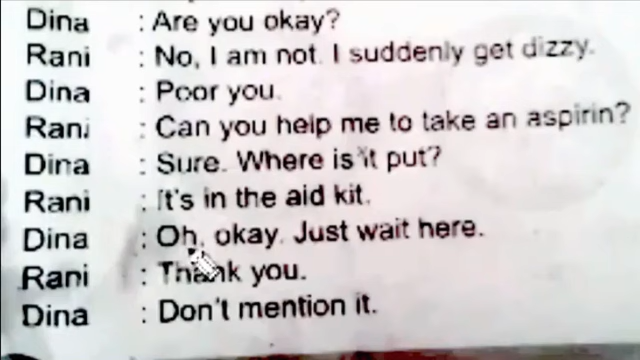 Dina : Are you okay?
Rani : No, I am not. I suddenly get dizzy.
Dina : Poor you.
Rani : Can you help me to take an aspirin?
Dina : Sure. Where is it put?
Rani : It's in the aid kit.
Dina : Oh, okay. Just wait here.
Rani : Thank you.
Dina : Don't mention it.